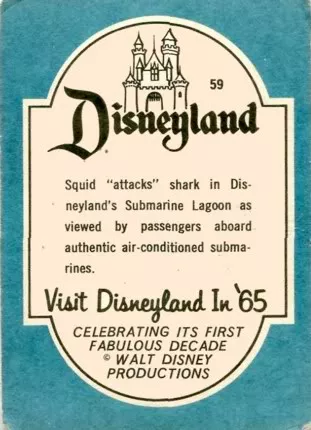 59
Disneyland
Squid "attacks" shark in Dis-
neyland's Submarine Lagoon as
viewed by passengers aboard
authentic air-conditioned subma-
rines.
Visit Disneyland In '65
CELEBRATING ITS FIRST
FABULOUS DECADE
© WALT DISNEY
PRODUCTIONS